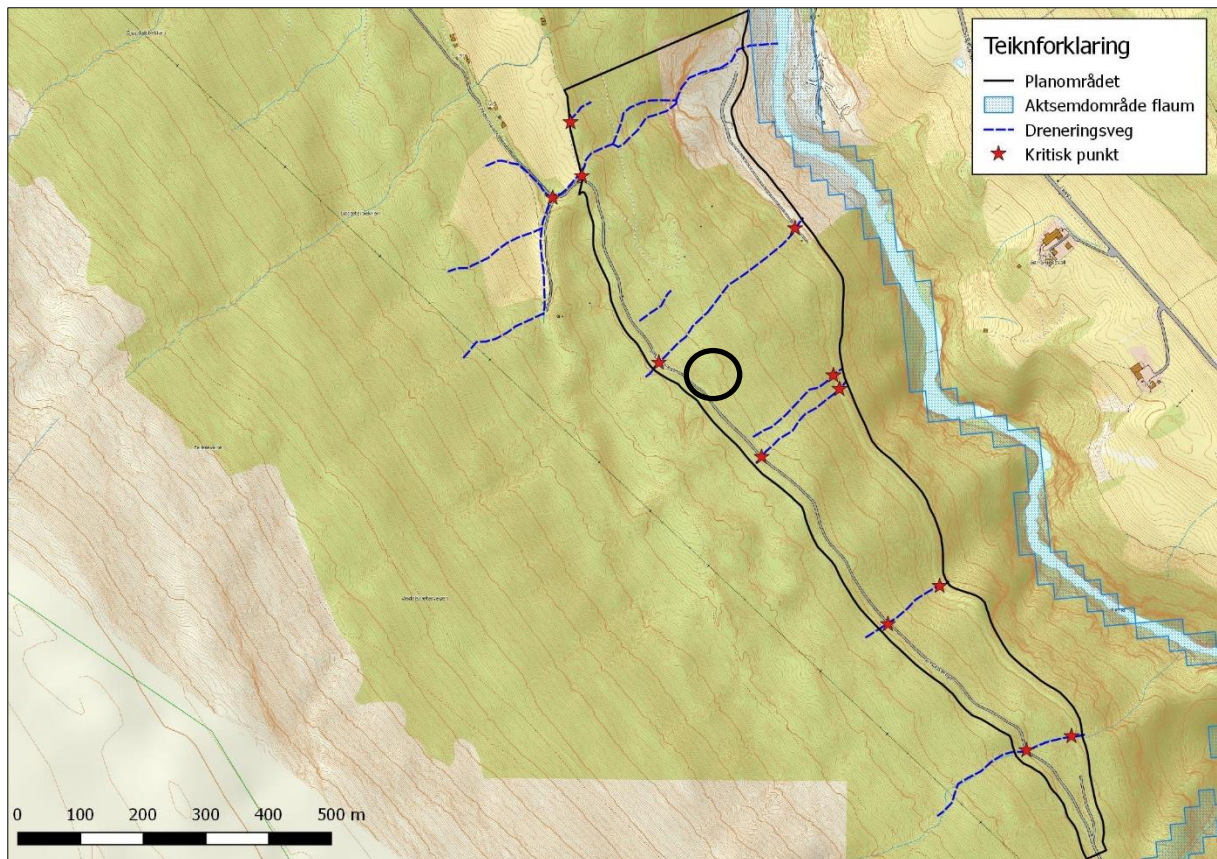 Teiknforklaring
Planområdet
Aktsemdområde flaum
Dreneringsveg
Kritisk punkt
0 100 200 300 400 500 m